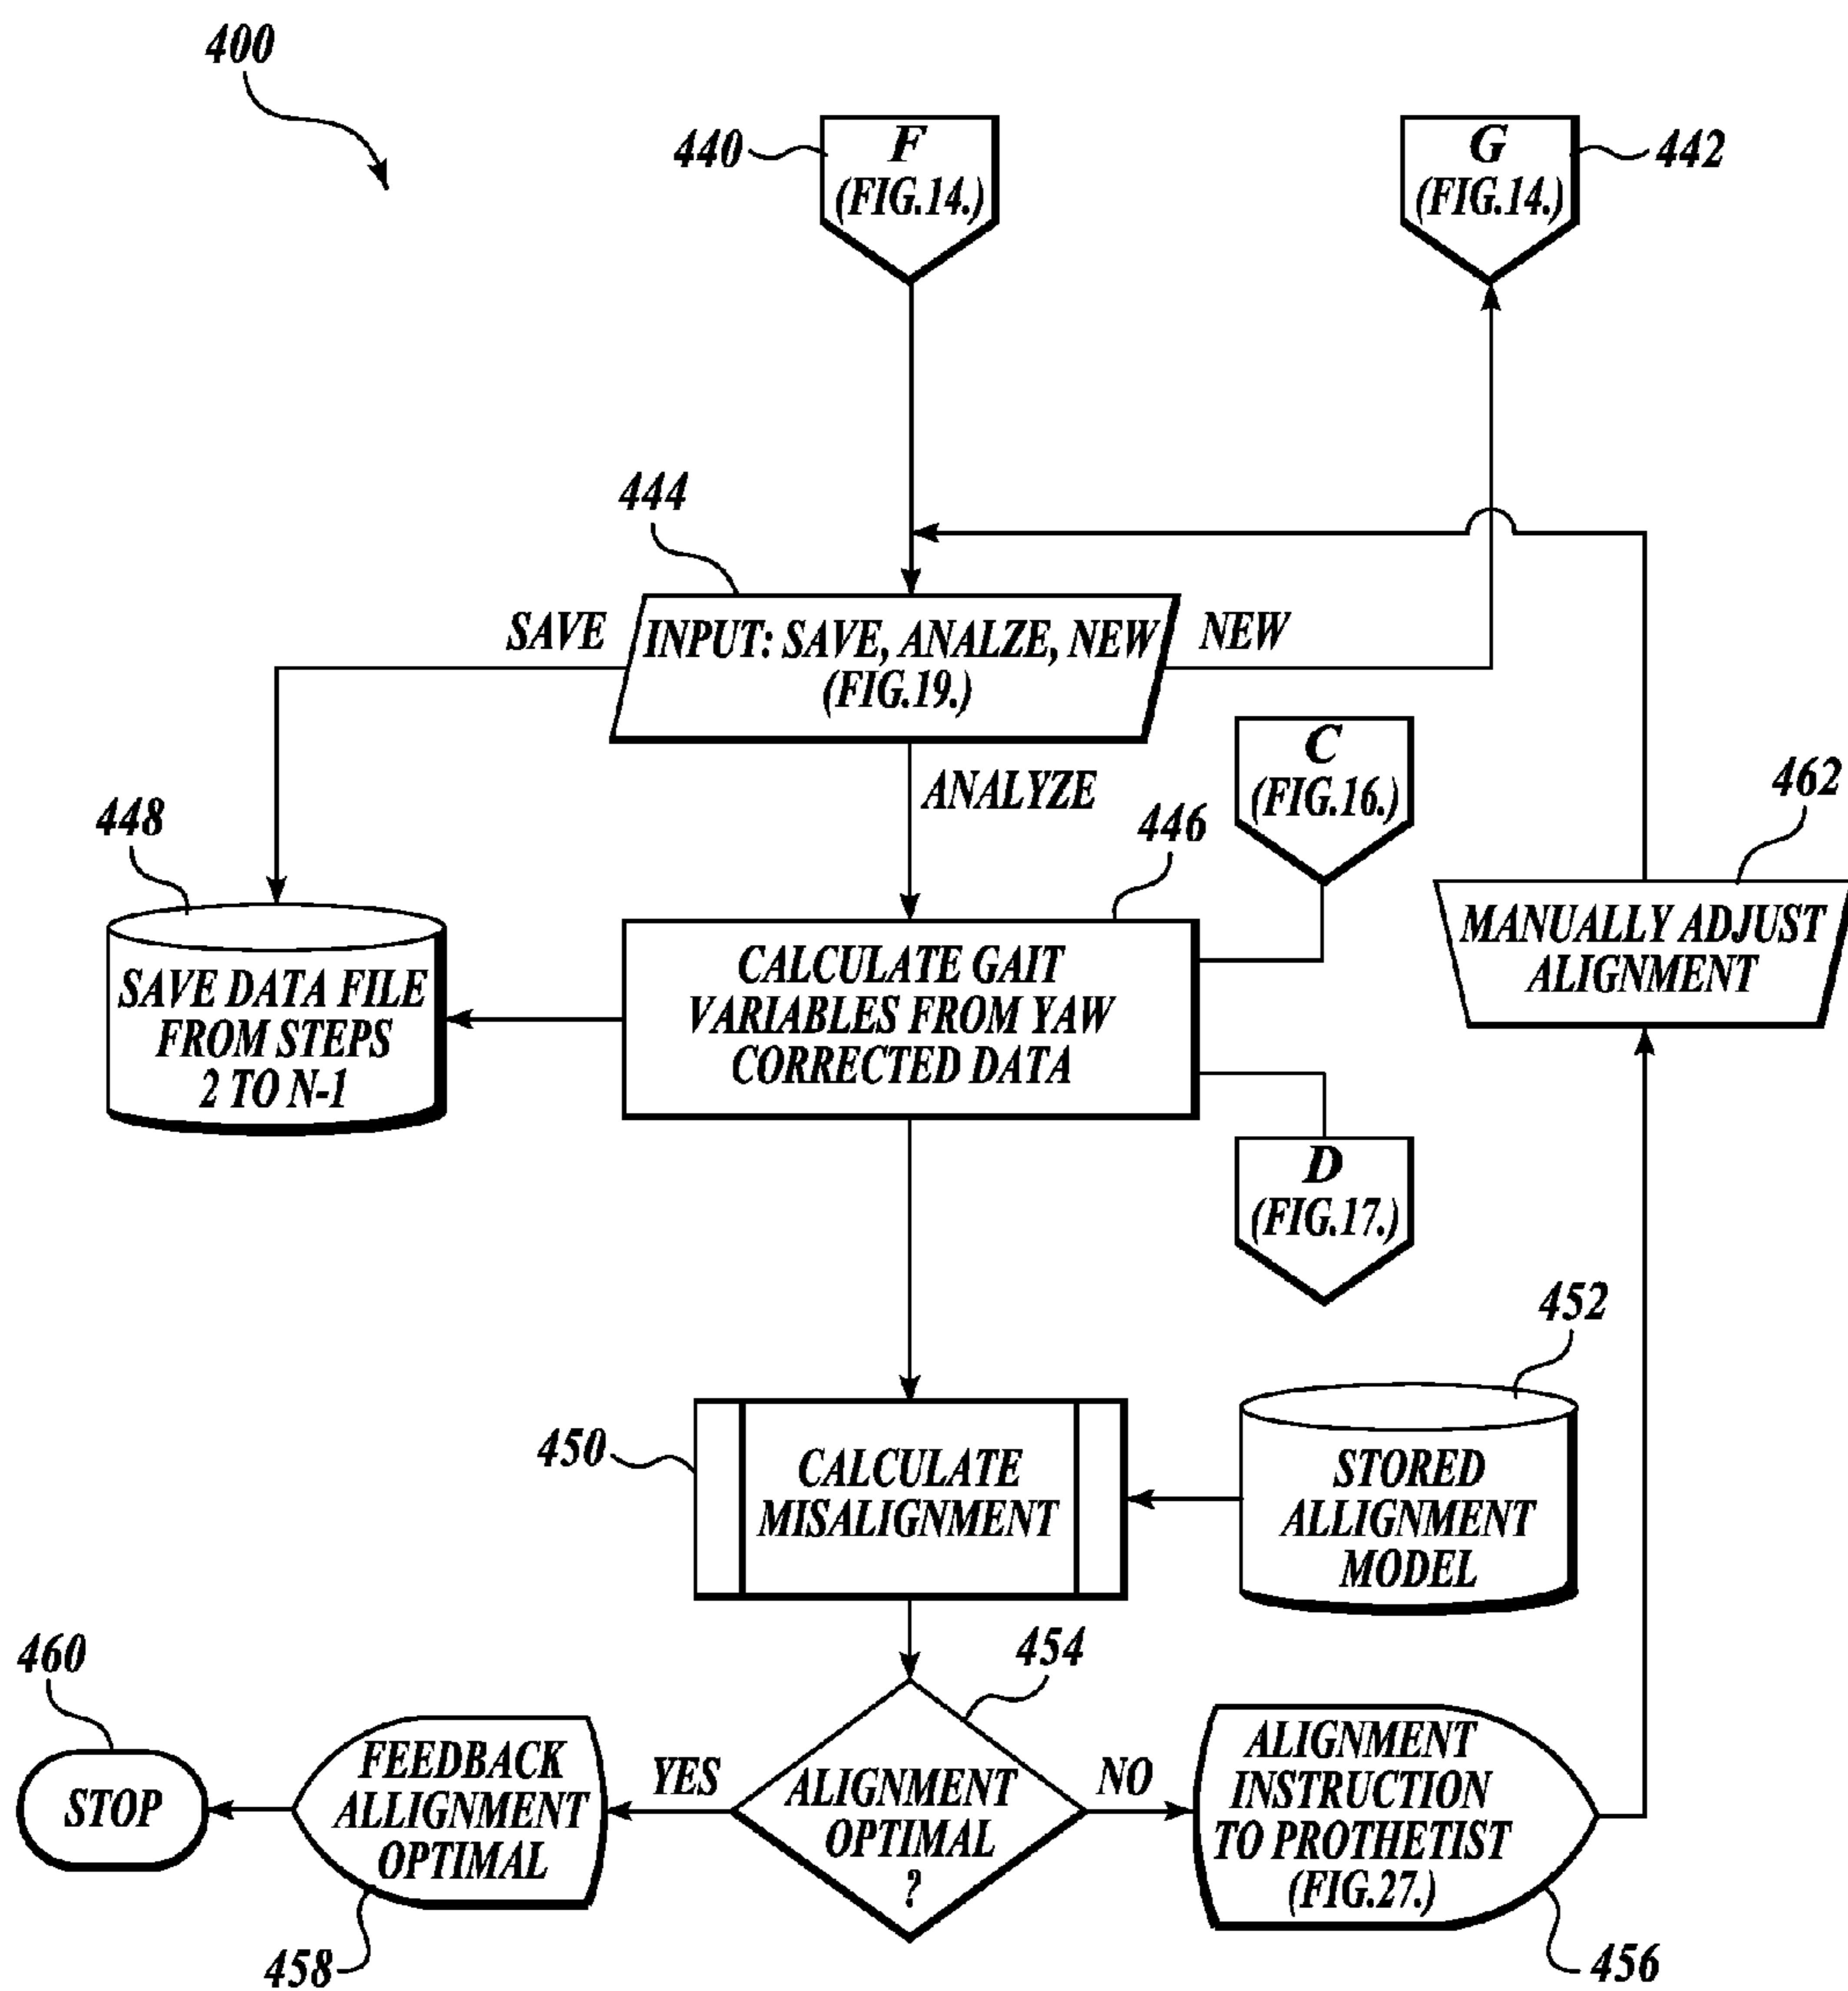 400
440
F
(FIG.14.)
G
(FIG.14.)
442
444
SAVE
INPUT: SAVE, ANALZE, NEW
(FIG.19.)
NEW
ANALYZE
C
(FIG.16.)
462
448
446
SAVE DATA FILE
FROM STEPS
2 TO N-1
CALCULATE GAIT
VARIABLES FROM YAW
CORRECTED DATA
MANUALLY ADJUST
ALIGNMENT
D
(FIG.17.)
452
450
CALCULATE
MISALIGNMENT
STORED
ALLIGNMENT
MODEL
460
454
STOP
FEEDBACK
ALLIGNMENT
OPTIMAL
YES
ALIGNMENT
OPTIMAL
?
NO
ALIGNMENT
INSTRUCTION
TO PROTHETIST
(FIG.27.)
458
456